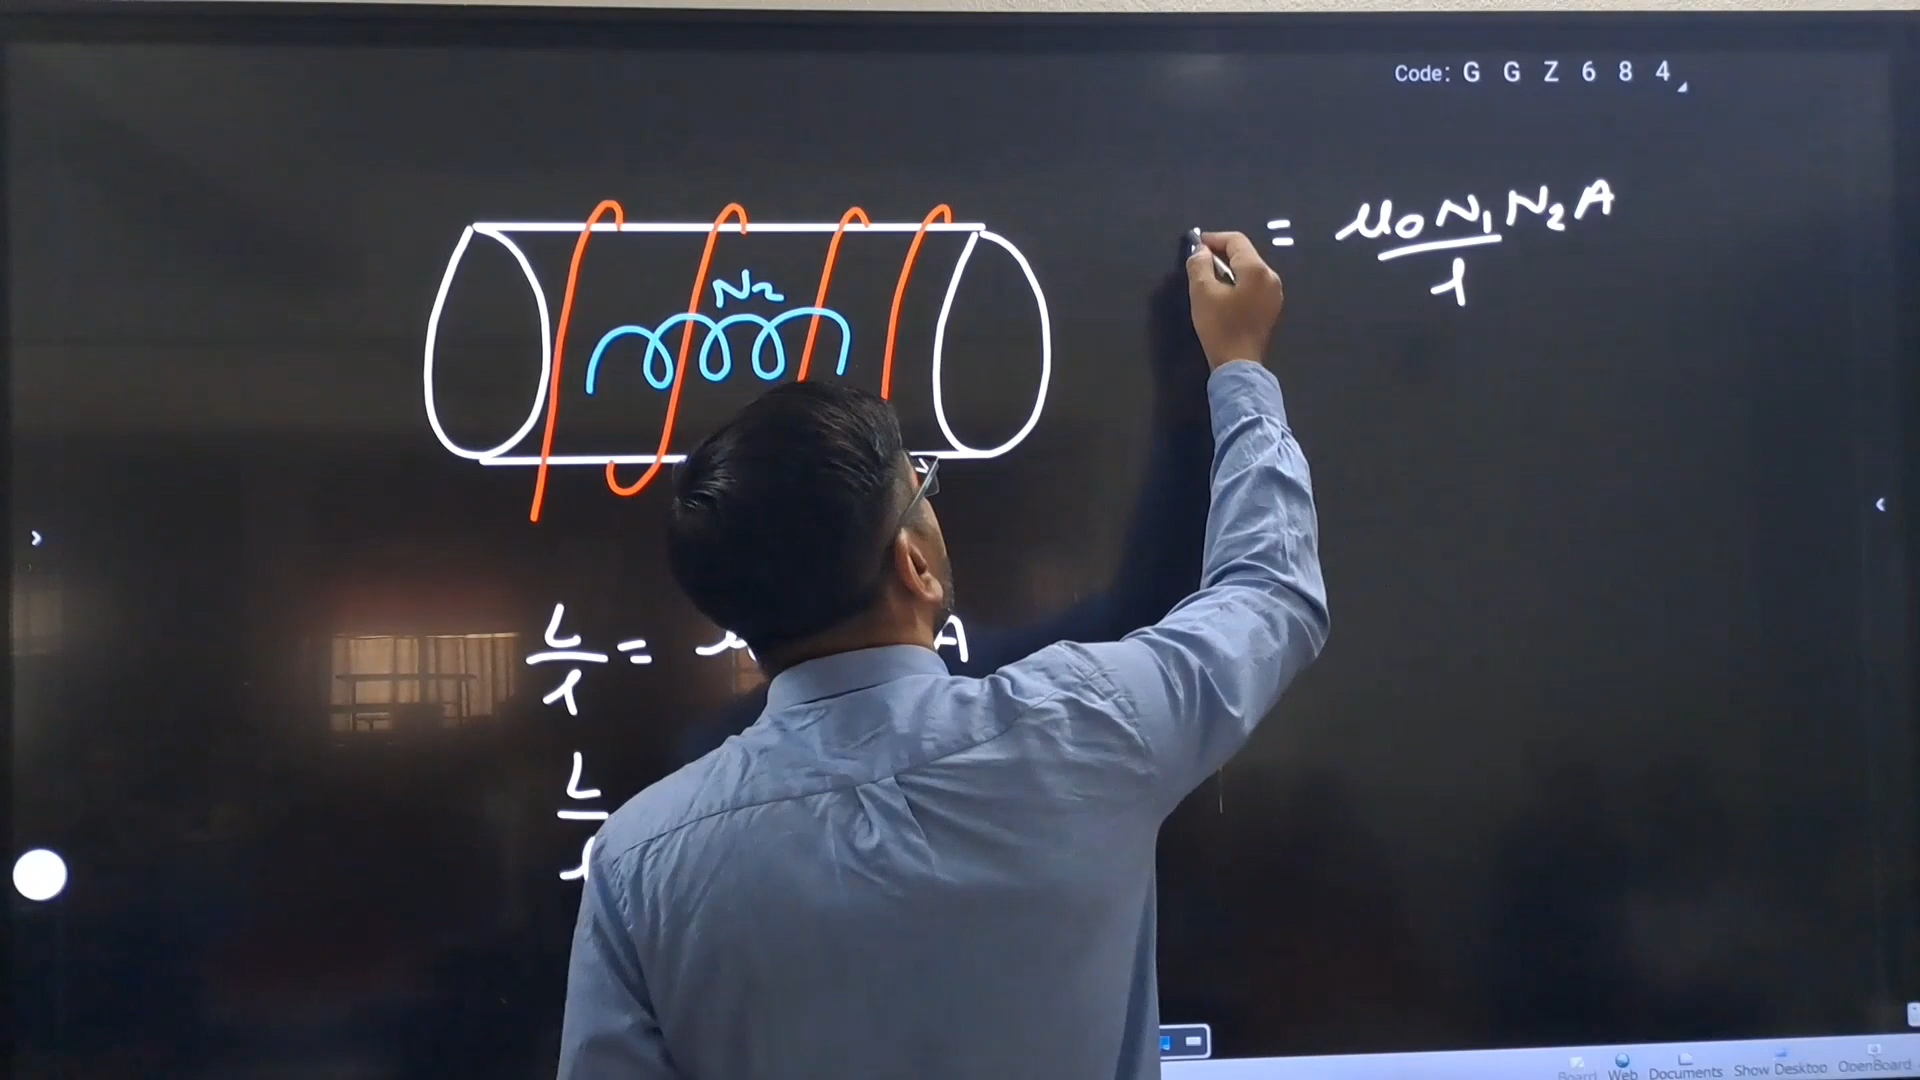 Code: G G Z 6 8 4
= μ₀N₁N₂A
l
N₂
L = μ A
l
L
l
Board Web Documents Show Desktop OpenBoard